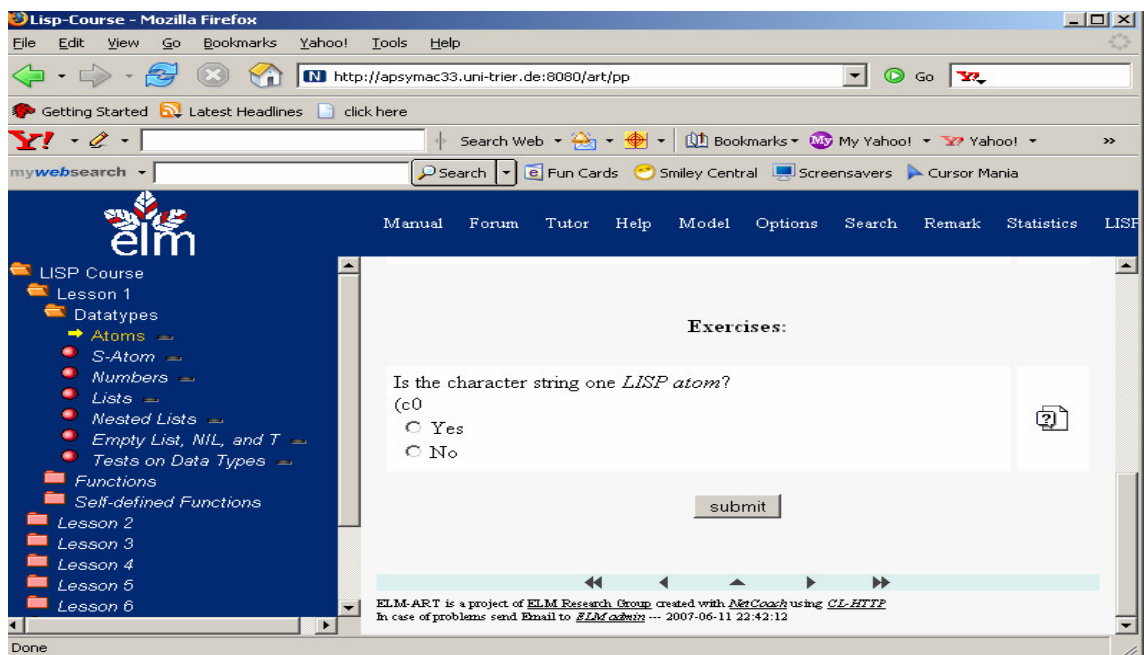 Lisp-Course - Mozilla Firefox
File Edit View Go Bookmarks Yahoo! Tools Help
N http://apsymac33.uni-trier.de:8080/art/pp Go Y!
Getting Started Latest Headlines click here
Y! Search Web Bookmarks My My Yahoo! Y! Yahoo! »
mywebsearch Search Fun Cards Smiley Central Screensavers Cursor Mania
elm
Manual Forum Tutor Help Model Options Search Remark Statistics LISP
LISP Course
Lesson 1
Datatypes
Atoms
S-Atom
Numbers
Lists
Nested Lists
Empty List, NIL, and T
Tests on Data Types
Functions
Self-defined Functions
Lesson 2
Lesson 3
Lesson 4
Lesson 5
Lesson 6
Exercises:
Is the character string one LISP atom?
(c0
Yes
No
submit
ELM-ART is a project of ELM Research Group created with NetCoach using CL-HTTP
In case of problems send Email to ELM admin --- 2007-06-11 22:42:12
Done